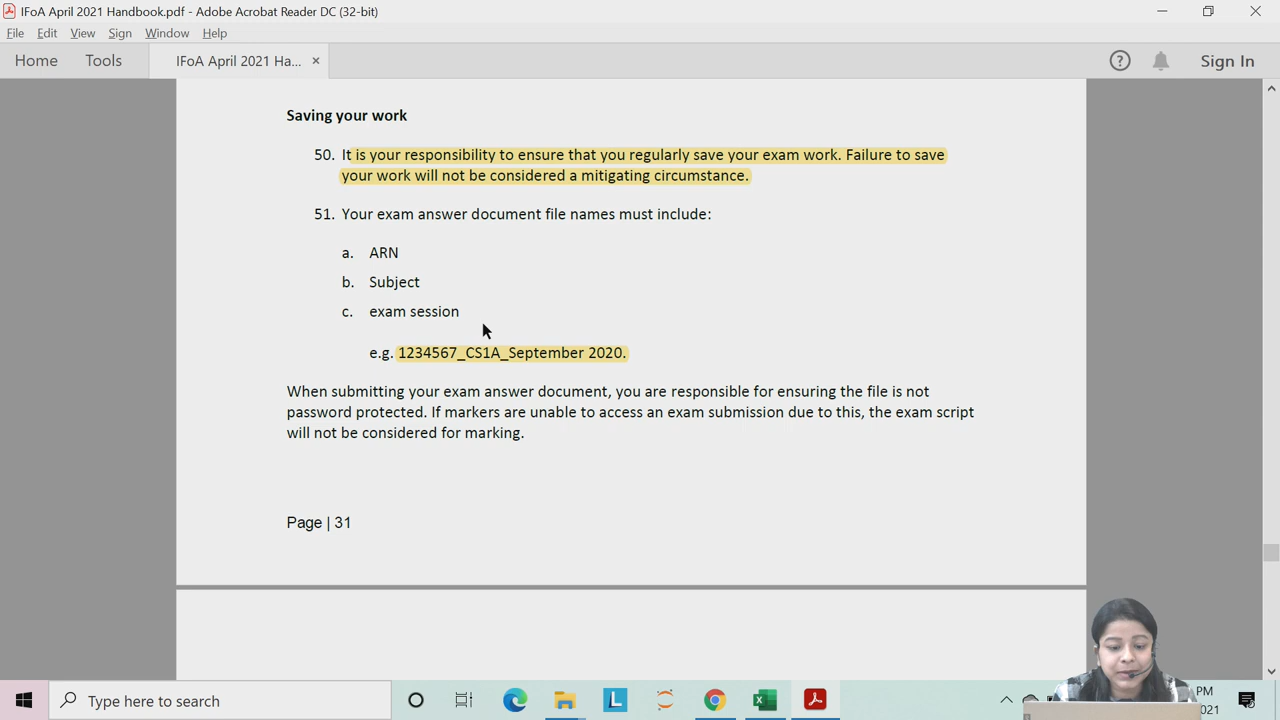 IFoA April 2021 Handbook.pdf - Adobe Acrobat Reader DC (32-bit)
File Edit View Sign Window Help
Home Tools IFoA April 2021 Ha... × ? Sign In
Saving your work
50. It is your responsibility to ensure that you regularly save your exam work. Failure to save
your work will not be considered a mitigating circumstance.
51. Your exam answer document file names must include:
a. ARN
b. Subject
c. exam session
e.g. 1234567_CS1A_September 2020.
When submitting your exam answer document, you are responsible for ensuring the file is not
password protected. If markers are unable to access an exam submission due to this, the exam script
will not be considered for marking.
Page | 31
Type here to search
L
PM
021